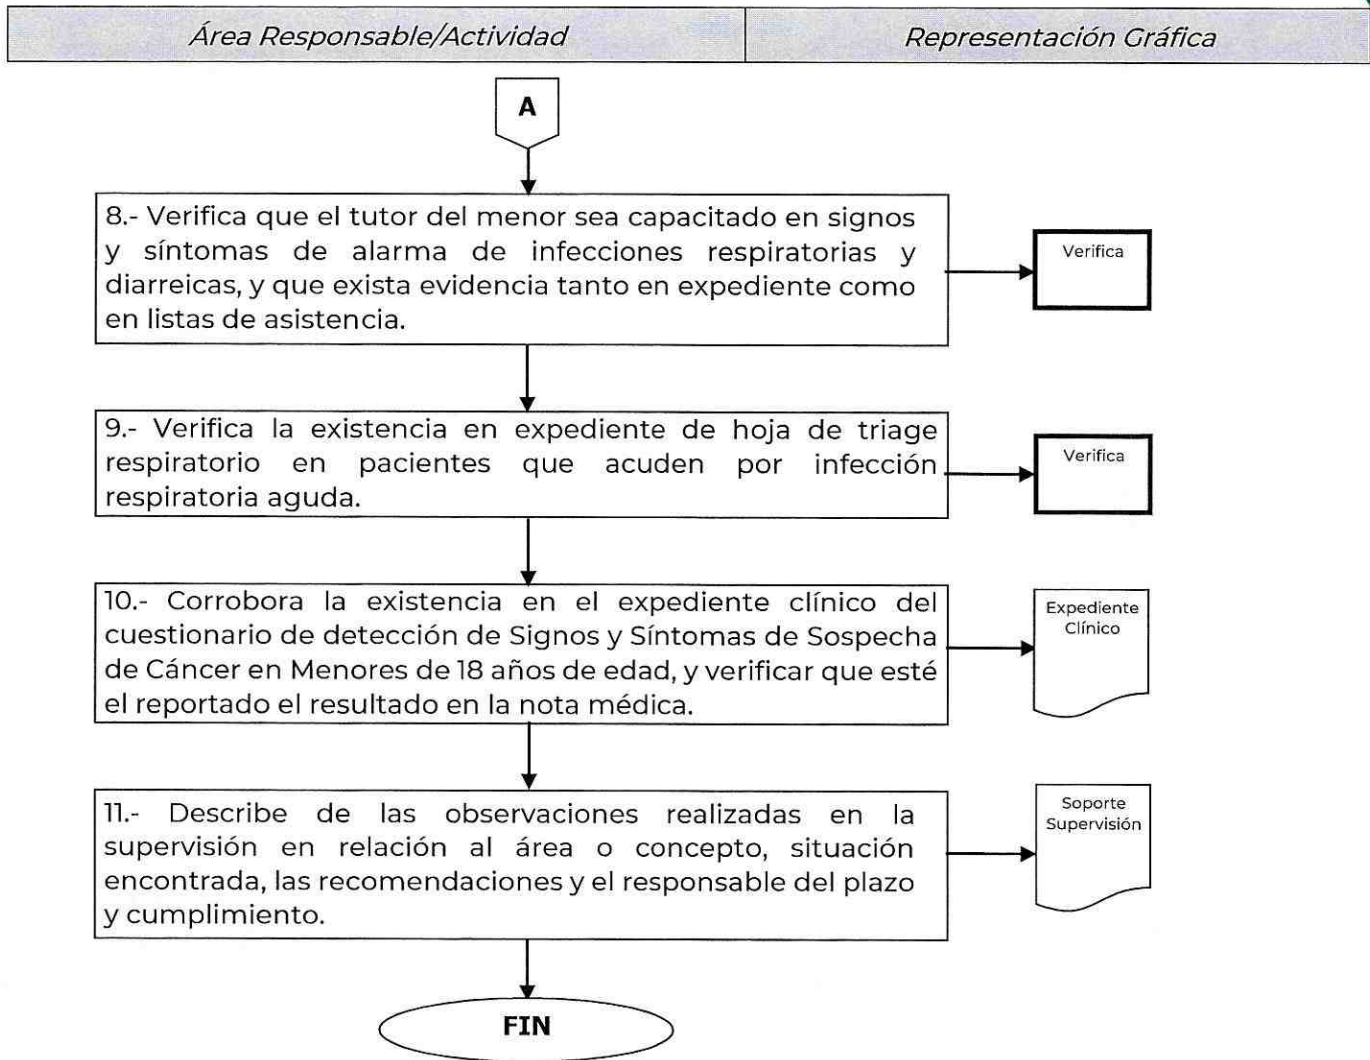 Área Responsable/Actividad
Representación Gráfica
A
8.- Verifica que el tutor del menor sea capacitado en signos
y síntomas de alarma de infecciones respiratorias y
diarreicas, y que exista evidencia tanto en expediente como
en listas de asistencia.
Verifica
9.- Verifica la existencia en expediente de hoja de triage
respiratorio en pacientes que acuden por infección
respiratoria aguda.
Verifica
10.- Corrobora la existencia en el expediente clínico del
cuestionario de detección de Signos y Síntomas de Sospecha
de Cáncer en Menores de 18 años de edad, y verificar que esté
el reportado el resultado en la nota médica.
Expediente
Clínico
11.- Describe de las observaciones realizadas en la
supervisión en relación al área o concepto, situación
encontrada, las recomendaciones y el responsable del plazo
y cumplimiento.
Soporte
Supervisión
FIN